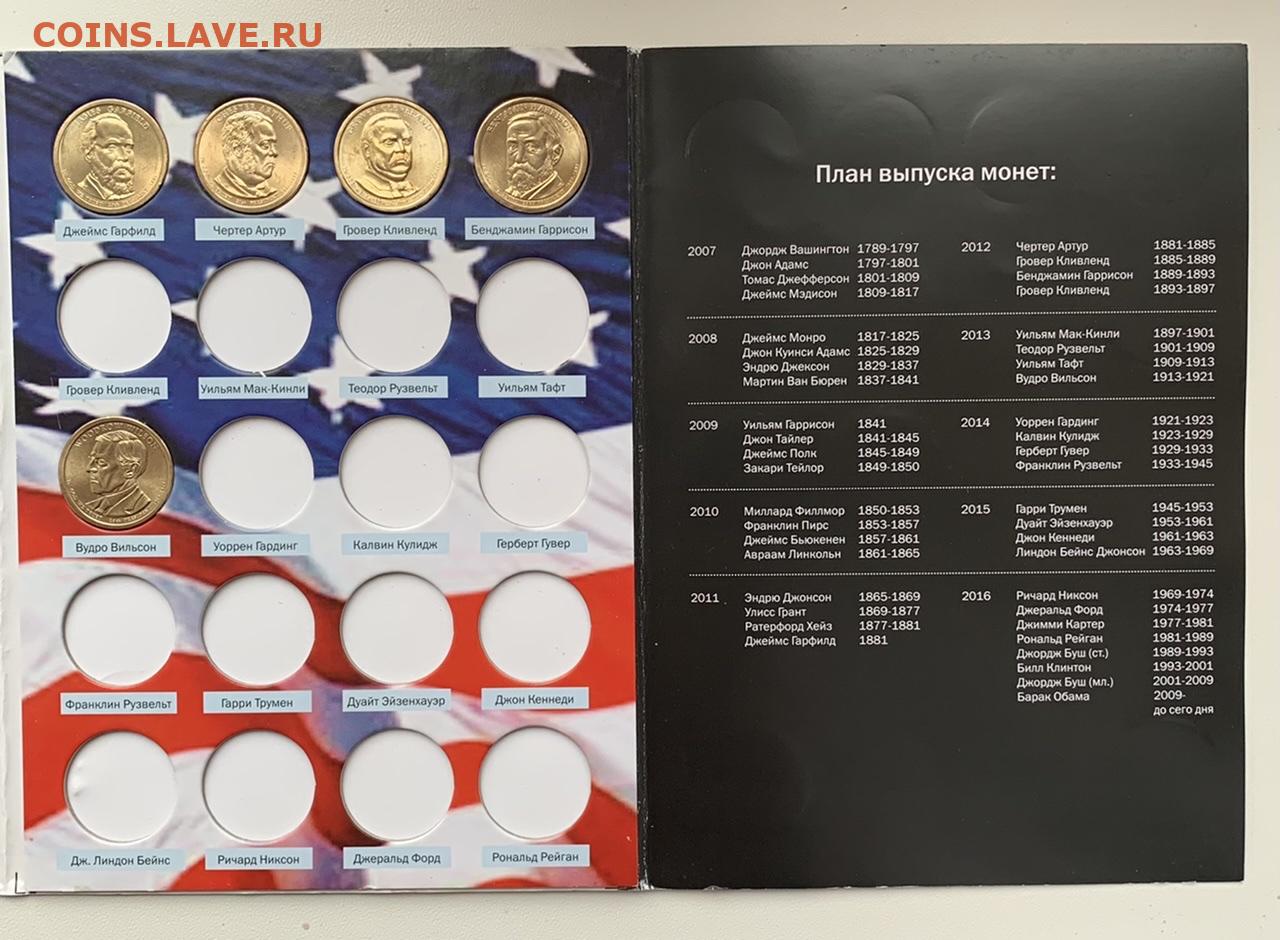 COINS.LAVE.RU
JAMES GARFIELD
CHESTER ARTHUR
GROVER CLEVELAND
BENJAMIN HARRISON
Джеймс Гарфилд
Чертер Артур
Гровер Кливленд
Бенджамин Гаррисон
Гровер Кливленд
Уильям Мак-Кинли
Теодор Рузвельт
Уильям Тафт
WOODROW WILSON
Вудро Вильсон
Уоррен Гардинг
Калвин Кулидж
Герберт Гувер
Франклин Рузвельт
Гарри Трумен
Дуайт Эйзенхауэр
Джон Кеннеди
Дж. Линдон Бейнс
Ричард Никсон
Джеральд Форд
Рональд Рейган
План выпуска монет:
2007 Джордж Вашингтон 1789-1797
Джон Адамс 1797-1801
Томас Джефферсон 1801-1809
Джеймс Мэдисон 1809-1817
2008 Джеймс Монро 1817-1825
Джон Куинси Адамс 1825-1829
Эндрю Джексон 1829-1837
Мартин Ван Бюрен 1837-1841
2009 Уильям Гаррисон 1841
Джон Тайлер 1841-1845
Джеймс Полк 1845-1849
Закари Тейлор 1849-1850
2010 Миллард Филлмор 1850-1853
Франклин Пирс 1853-1857
Джеймс Бьюкенен 1857-1861
Авраам Линкольн 1861-1865
2011 Эндрю Джонсон 1865-1869
Улисс Грант 1869-1877
Ратерфорд Хейз 1877-1881
Джеймс Гарфилд 1881
2012 Чертер Артур 1881-1885
Гровер Кливленд 1885-1889
Бенджамин Гаррисон 1889-1893
Гровер Кливленд 1893-1897
2013 Уильям Мак-Кинли 1897-1901
Теодор Рузвельт 1901-1909
Уильям Тафт 1909-1913
Вудро Вильсон 1913-1921
2014 Уоррен Гардинг 1921-1923
Калвин Кулидж 1923-1929
Герберт Гувер 1929-1933
Франклин Рузвельт 1933-1945
2015 Гарри Трумен 1945-1953
Дуайт Эйзенхауэр 1953-1961
Джон Кеннеди 1961-1963
Линдон Бейнс Джонсон 1963-1969
2016 Ричард Никсон 1969-1974
Джеральд Форд 1974-1977
Джимми Картер 1977-1981
Рональд Рейган 1981-1989
Джордж Буш (ст.) 1989-1993
Билл Клинтон 1993-2001
Джордж Буш (мл.) 2001-2009
Барак Обама 2009-
до сего дня